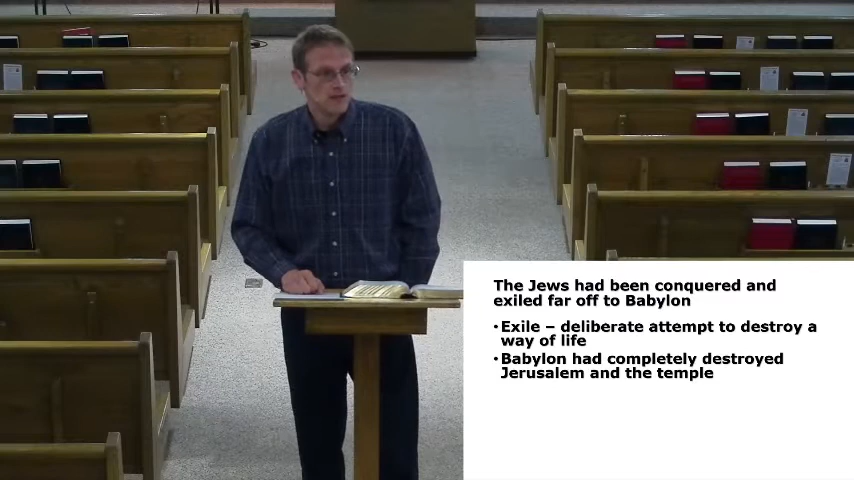 The Jews had been conquered and
exiled far off to Babylon
•Exile – deliberate attempt to destroy a
way of life
•Babylon had completely destroyed
Jerusalem and the temple